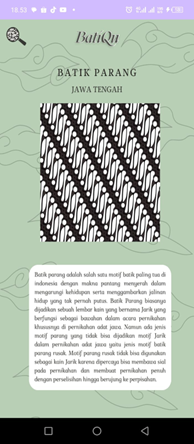 18.53
BatiQu
BATIK PARANG
JAWA TENGAH
Batik parang adalah salah satu motif batik paling tua di
indonesia dengan makna pantang menyerah dalam
mengarungi kehidupan serta menggambarkan jalinan
hidup yang tak pernah putus. Batik Parang biasanya
dijadikan sebuah lembar kain yang bernama Jarik yang
berfungsi sebagai bawahan dalam acara pernikahan
khususnya di pernikahan adat jawa. Namun ada jenis
motif parang yang tidak bisa dijadikan motif Jarik
dalam pernikahan adat jawa yaitu jenis motif batik
parang rusak. Motif parang rusak tidak bisa digunakan
sebagai kain Jarik karena dipercaya bisa membawa sial
pada pernikahan dan membuat pernikahan penuh
dengan perselisihan hingga berujung ke perpisahan.